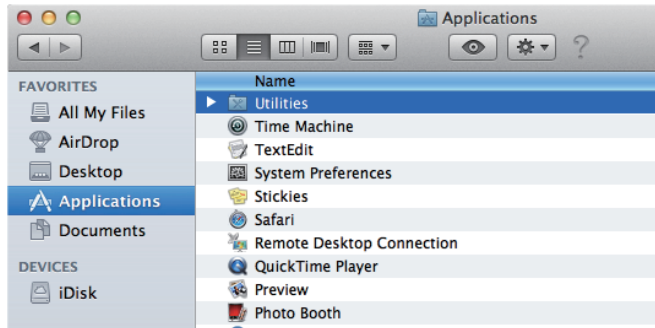 Applications
?
FAVORITES
All My Files
AirDrop
Desktop
Applications
Documents
DEVICES
iDisk
Name
Utilities
Time Machine
TextEdit
System Preferences
Stickies
Safari
Remote Desktop Connection
QuickTime Player
Preview
Photo Booth